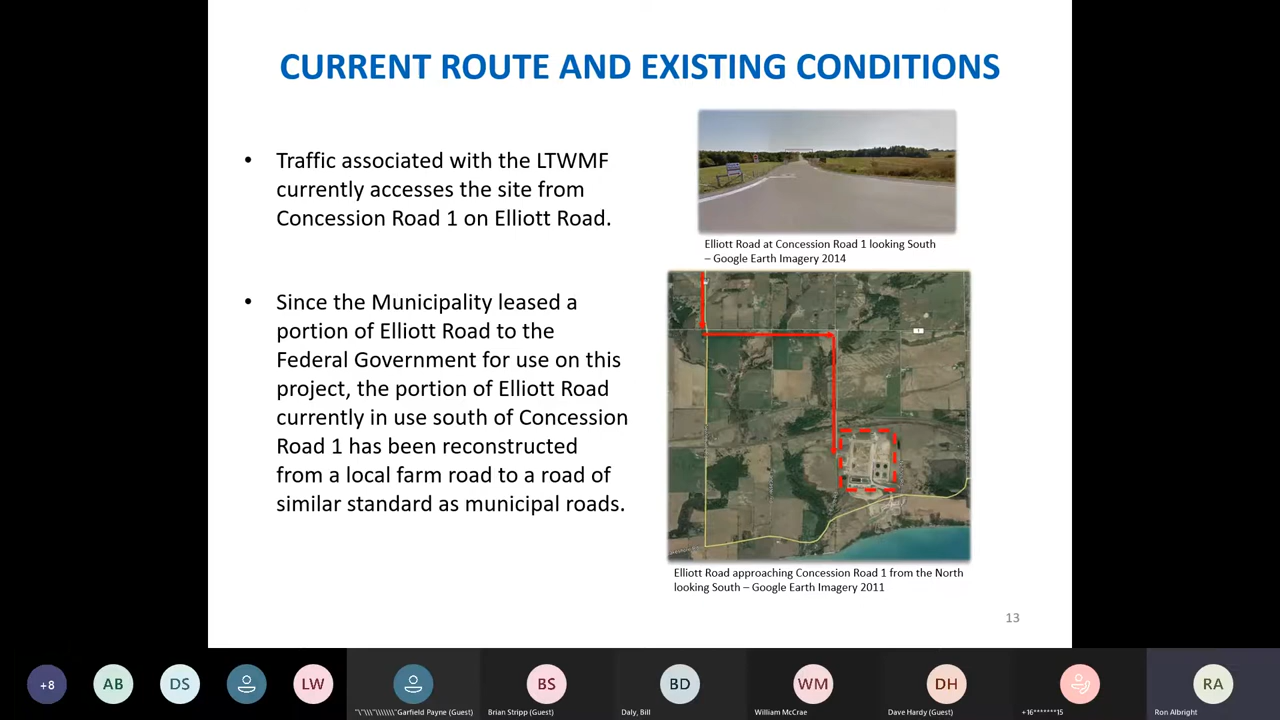 CURRENT ROUTE AND EXISTING CONDITIONS
• Traffic associated with the LTWMF
currently accesses the site from
Concession Road 1 on Elliott Road.
• Since the Municipality leased a
portion of Elliott Road to the
Federal Government for use on this
project, the portion of Elliott Road
currently in use south of Concession
Road 1 has been reconstructed
from a local farm road to a road of
similar standard as municipal roads.
Elliott Road at Concession Road 1 looking South
– Google Earth Imagery 2014
Elliott Road approaching Concession Road 1 from the North
looking South – Google Earth Imagery 2011
13
+8
AB
DS
LW
BS
BD
WM
DH
RA
"\"\\\"\\\\\\\"Garfield Payne (Guest)
Brian Stripp (Guest)
Daly, Bill
William McCrae
Dave Hardy (Guest)
+16*******15
Ron Albright